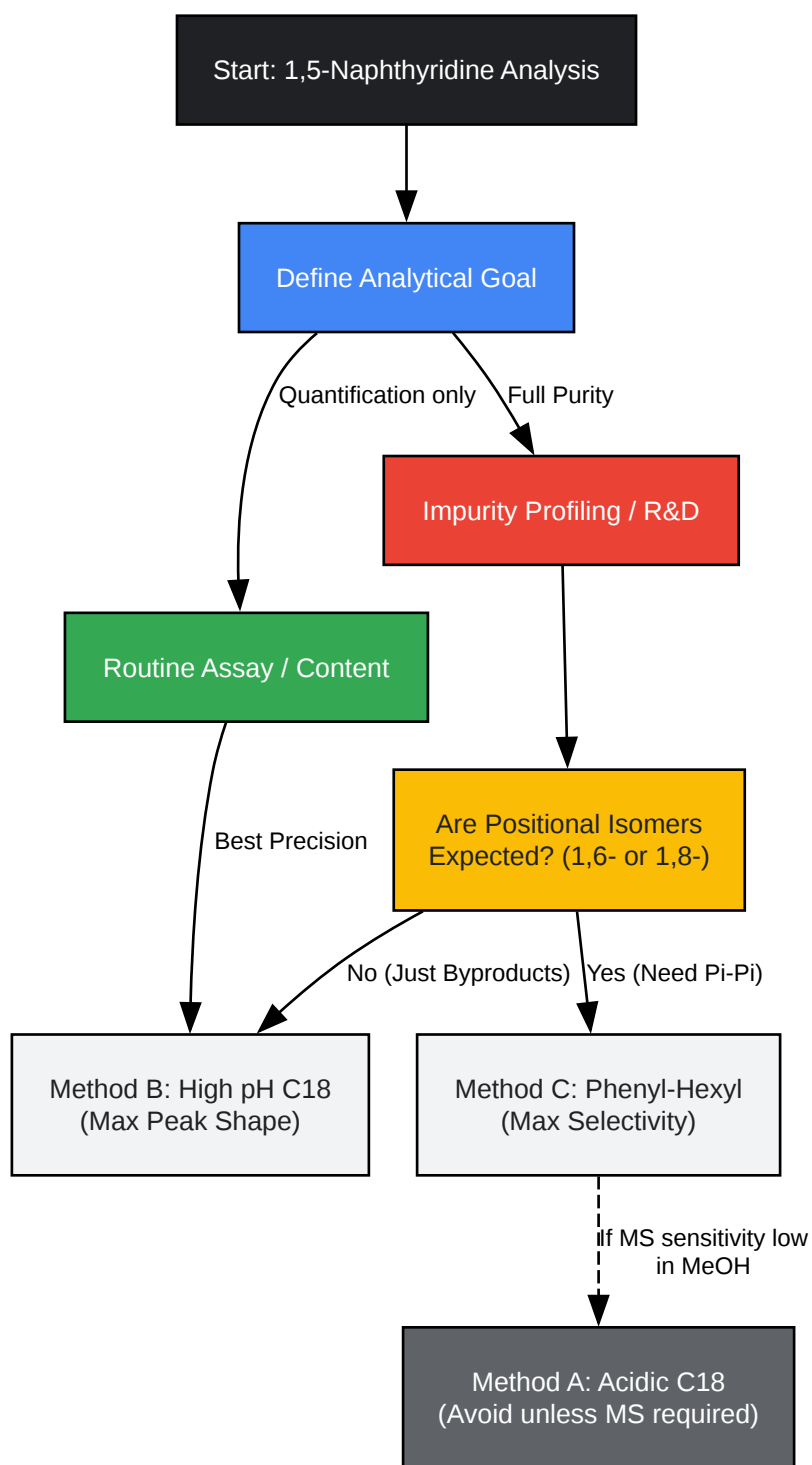 Start: 1,5-Naphthyridine Analysis
Define Analytical Goal
Quantification only
Full Purity
Impurity Profiling / R&D
Routine Assay / Content
Are Positional Isomers
Expected? (1,6- or 1,8-)
Best Precision
No (Just Byproducts)
Yes (Need Pi-Pi)
Method B: High pH C18
(Max Peak Shape)
Method C: Phenyl-Hexyl
(Max Selectivity)
If MS sensitivity low
in MeOH
Method A: Acidic C18
(Avoid unless MS required)